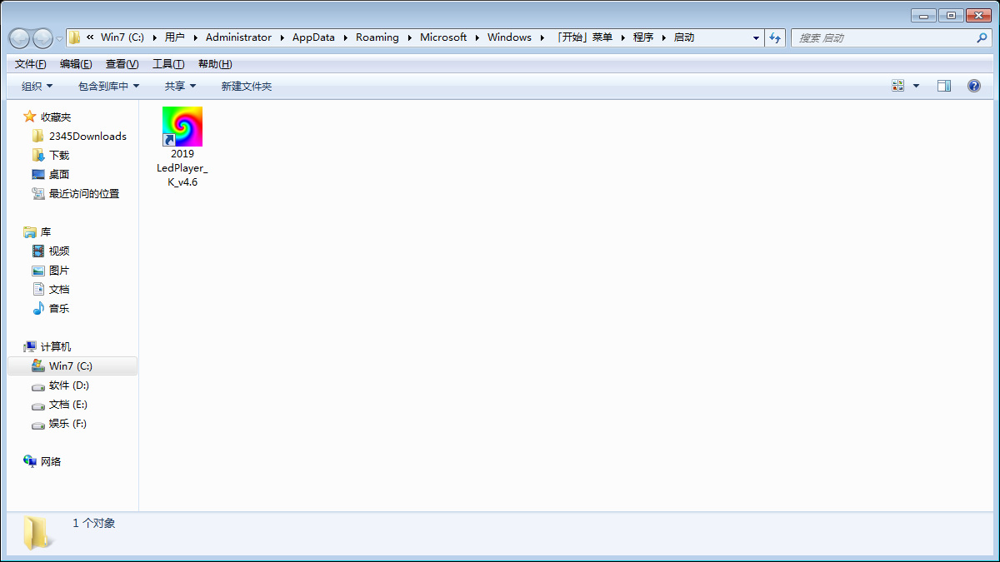 « Win7 (C:) 用户 Administrator AppData Roaming Microsoft Windows 「开始」菜单 程序 启动
搜索 启动
文件(F) 编辑(E) 查看(V) 工具(T) 帮助(H)
组织 包含到库中 共享 新建文件夹
收藏夹
2345Downloads
下载
桌面
最近访问的位置
库
视频
图片
文档
音乐
计算机
Win7 (C:)
软件 (D:)
文档 (E:)
娱乐 (F:)
网络
2019
LedPlayer_
K_v4.6
1 个对象